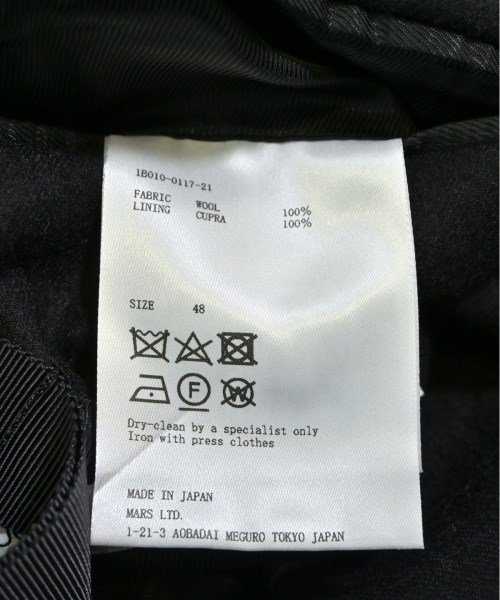 1B010-0117-21
FABRIC WOOL 100%
LINING CUPRA 100%
SIZE 48
F
W
Dry-clean by a specialist only
Iron with press clothes
MADE IN JAPAN
MARS LTD.
1-21-3 AOBADAI MEGURO TOKYO JAPAN